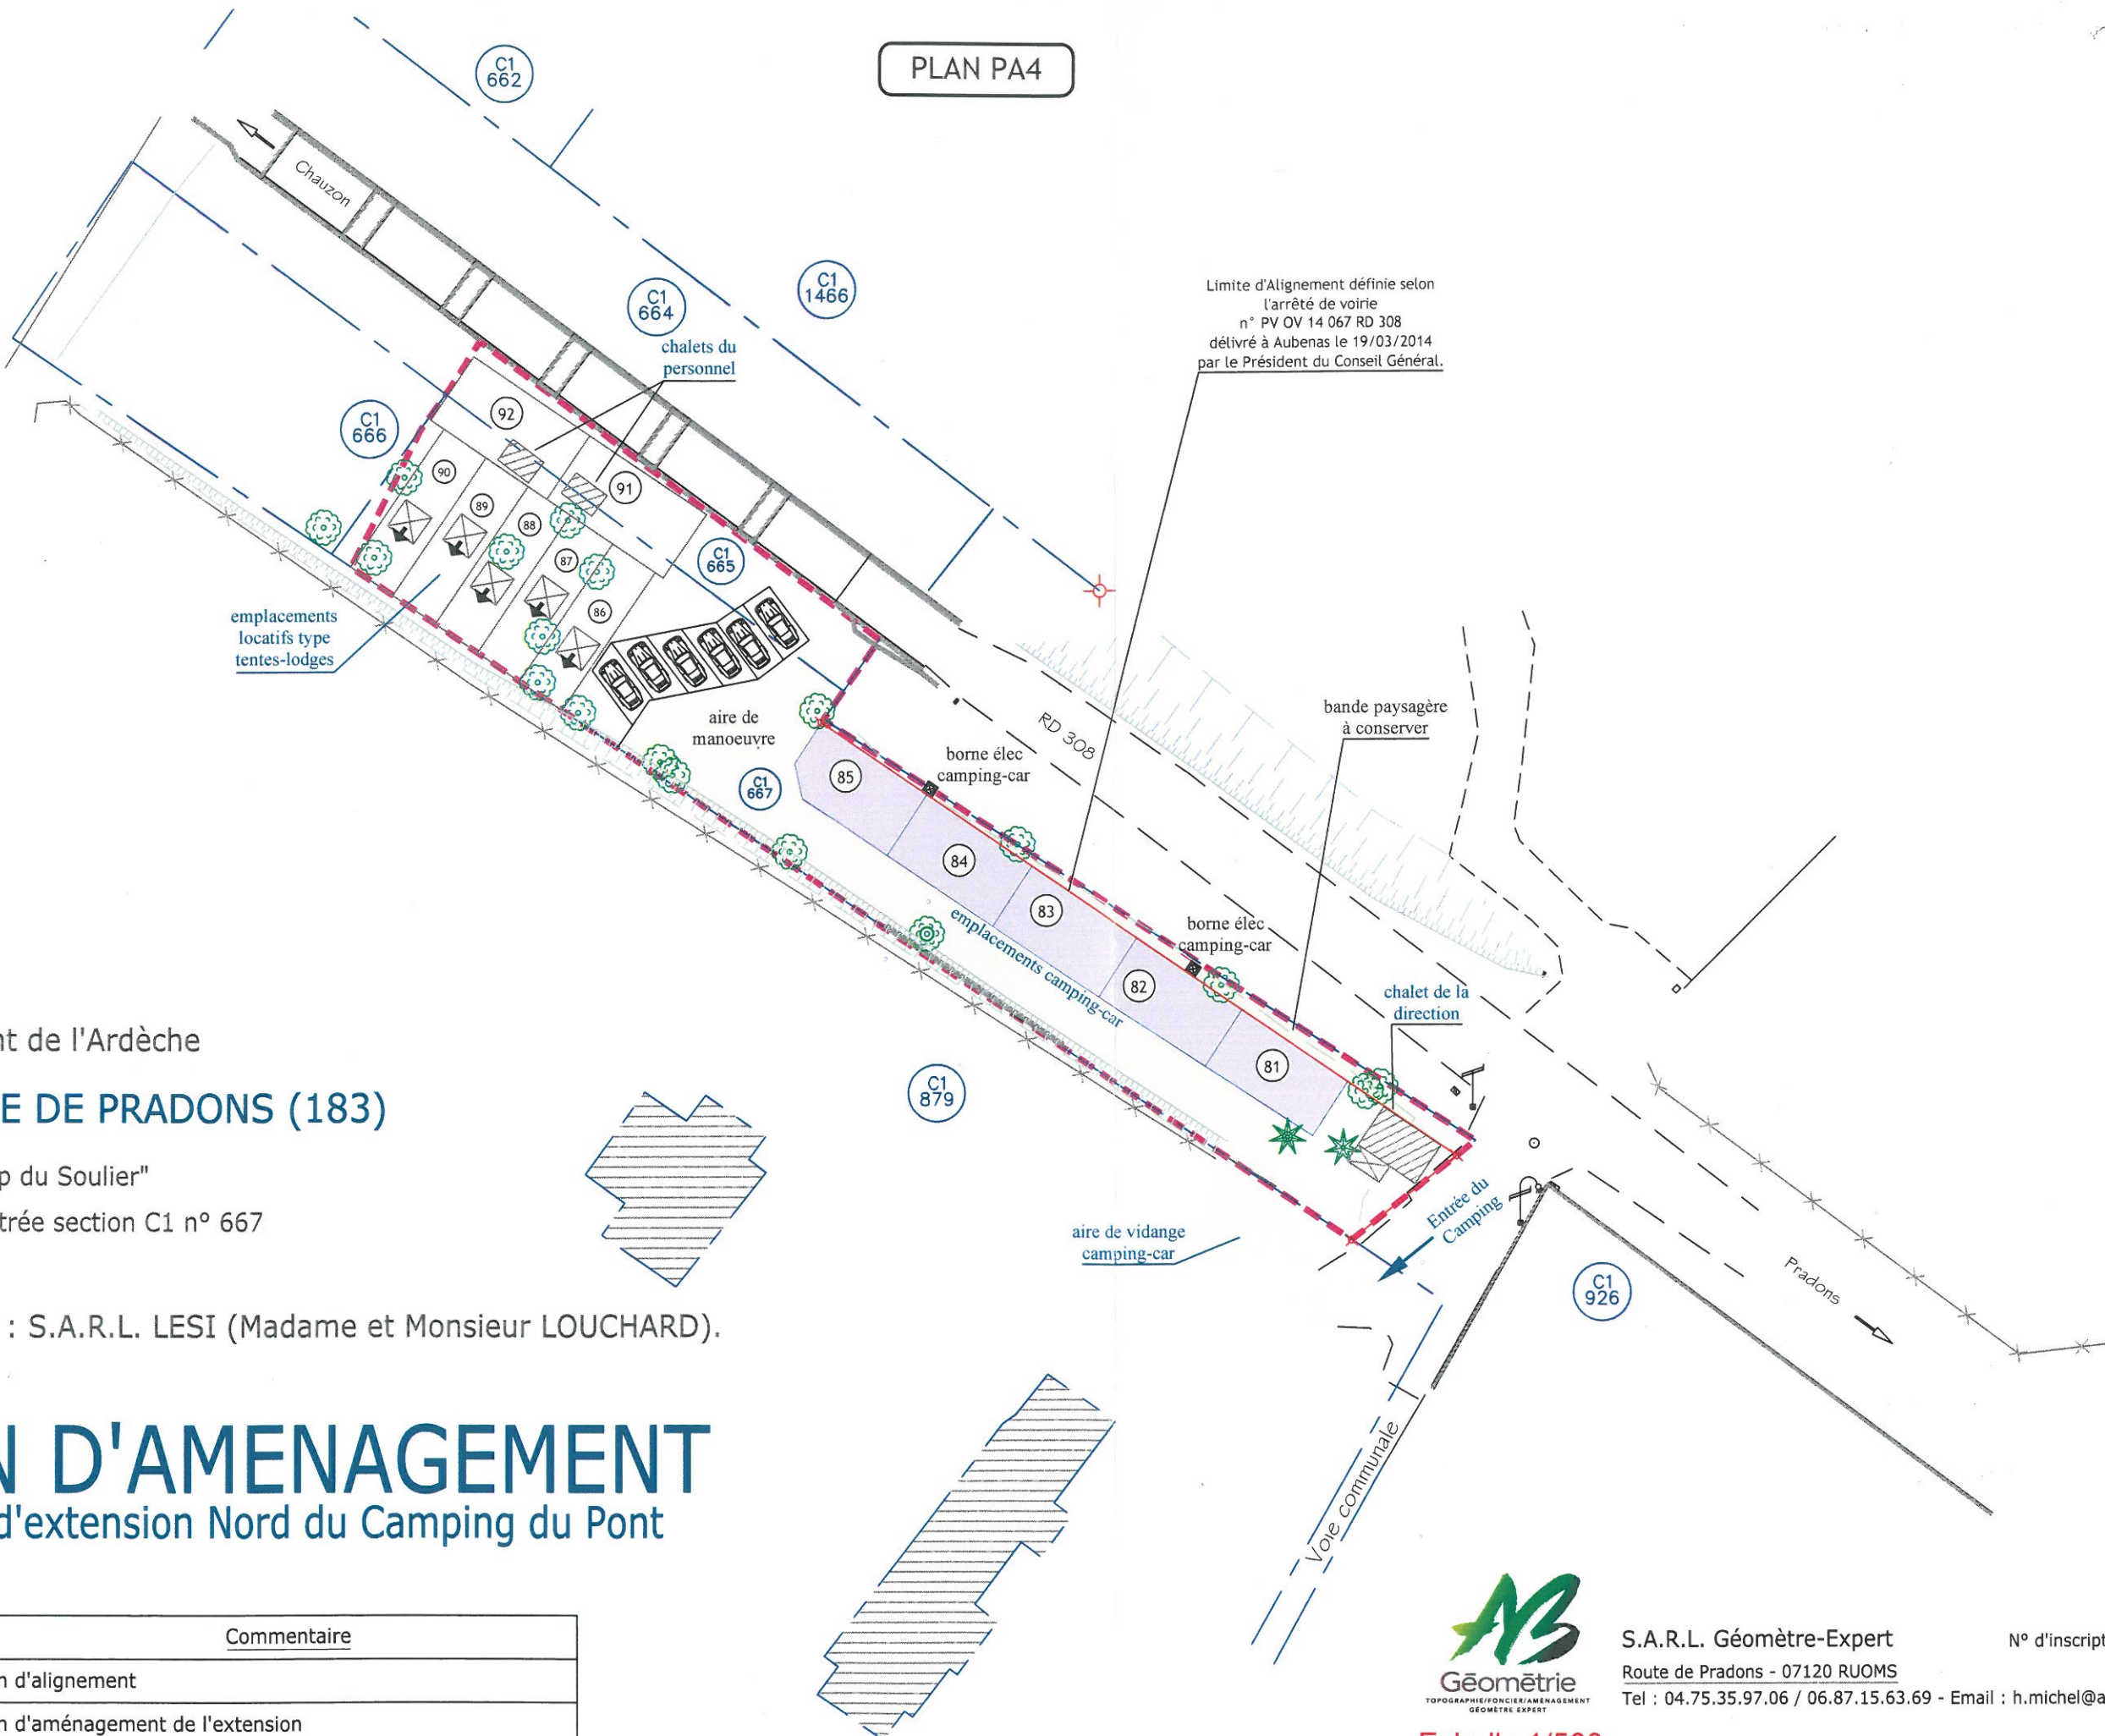 PLAN PA4
C1
662
Chauzon
C1
664
C1
1466
chalets du
personnel
Limite d'Alignement définie selon
l'arrêté de voirie
n° PV OV 14 067 RD 308
délivré à Aubenas le 19/03/2014
par le Président du Conseil Général.
C1
666
92
91
90
89
88
87
86
C1
665
emplacements
locatifs type
tentes-lodges
aire de
manoeuvre
C1
667
RD 308
borne élec
camping-car
bande paysagère
à conserver
85
84
83
82
81
emplacements camping-car
borne élec
camping-car
chalet de la
direction
C1
879
aire de vidange
camping-car
Entrée du
Camping
C1
926
Pradons
Voie communale
nt de l'Ardèche
E DE PRADONS (183)
p du Soulier"
trée section C1 n° 667
: S.A.R.L. LESI (Madame et Monsieur LOUCHARD).
N D'AMENAGEMENT
d'extension Nord du Camping du Pont
Commentaire
n d'alignement
n d'aménagement de l'extension
AB
Géométrie
TOPOGRAPHIE/FONCIER/AMÉNAGEMENT
GÉOMÈTRE EXPERT
S.A.R.L. Géomètre-Expert
N° d'inscript
Route de Pradons - 07120 RUOMS
Tel : 04.75.35.97.06 / 06.87.15.63.69 - Email : h.michel@a